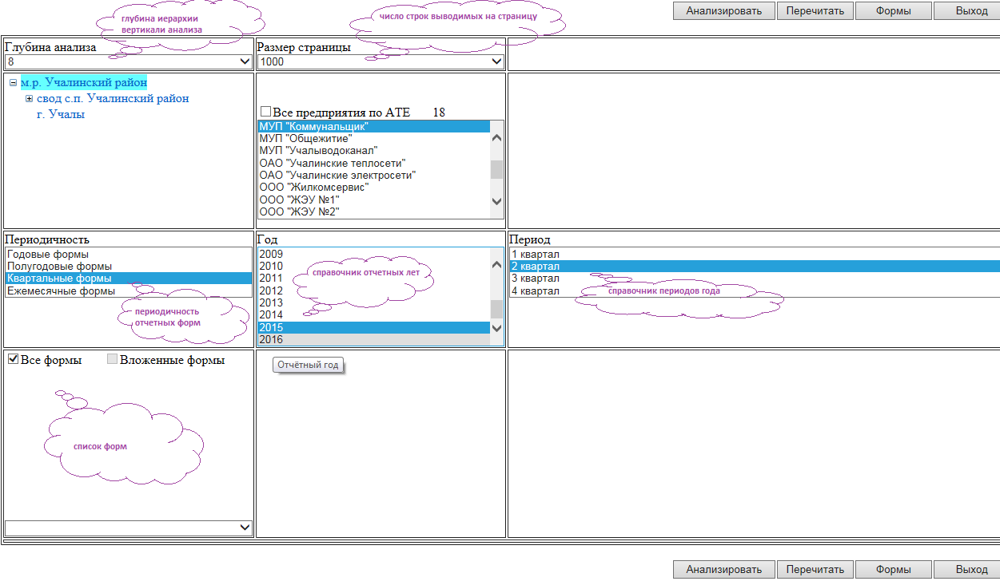 глубина иерархии
вертикали анализа
число строк выводимых на страницу
Анализировать Перечитать Формы Выход
Глубина анализа
8
Размер страницы
1000
м.р. Учалинский район
свод с.п. Учалинский район
г. Учалы
Все предприятия по АТЕ 18
МУП "Коммунальщик"
МУП "Общежитие"
МУП "Учалыводоканал"
ОАО "Учалинские теплосети"
ОАО "Учалинские электросети"
ООО "Жилкомсервис"
ООО "ЖЭУ №1"
ООО "ЖЭУ №2"
Периодичность
Годовые формы
Полугодовые формы
Квартальные формы
Ежемесячные формы
периодичность
отчетных форм
Год
2009
2010
2011
2012
2013
2014
2015
2016
справочник отчетных лет
Период
1 квартал
2 квартал
3 квартал
4 квартал
справочник периодов года
Все формы Вложенные формы
Отчётный год
список форм
Анализировать Перечитать Формы Выход